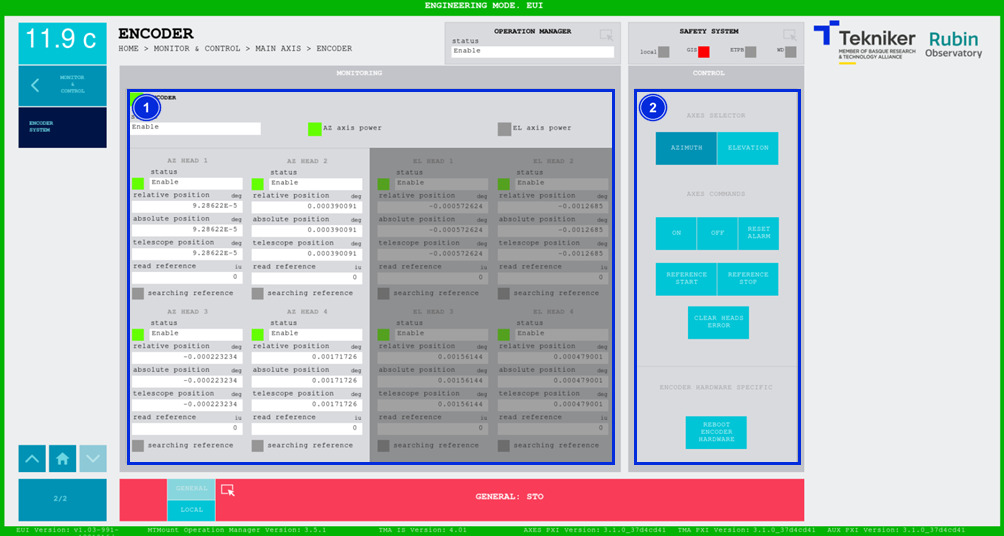 ENGINEERING MODE. EUI
11.9 c
ENCODER
HOME > MONITOR & CONTROL > MAIN AXIS > ENCODER
OPERATION MANAGER
status
Enable
SAFETY SYSTEM
local
GIS
ETPB
WD
Tekniker
MEMBER OF BASQUE RESEARCH
& TECHNOLOGY ALLIANCE
Rubin
Observatory
MONITOR
&
CONTROL
ENCODER
SYSTEM
MONITORING
1
Enable
AZ axis power
EL axis power
AZ HEAD 1
status
Enable
relative position deg
9.28622E-5
absolute position deg
9.28622E-5
telescope position deg
9.28622E-5
read reference iu
0
searching reference
AZ HEAD 2
status
Enable
relative position deg
0.000390091
absolute position deg
0.000390091
telescope position deg
0.000390091
read reference iu
0
searching reference
EL HEAD 1
status
Enable
relative position deg
-0.000572624
absolute position deg
-0.000572624
telescope position deg
-0.000572624
read reference iu
0
searching reference
EL HEAD 2
status
Enable
relative position deg
-0.0012685
absolute position deg
-0.0012685
telescope position deg
-0.0012685
read reference iu
0
searching reference
AZ HEAD 3
status
Enable
relative position deg
-0.000223234
absolute position deg
-0.000223234
telescope position deg
-0.000223234
read reference iu
0
searching reference
AZ HEAD 4
status
Enable
relative position deg
0.00171726
absolute position deg
0.00171726
telescope position deg
0.00171726
read reference iu
0
searching reference
EL HEAD 3
status
Enable
relative position deg
0.00156144
absolute position deg
0.00156144
telescope position deg
0.00156144
read reference iu
0
searching reference
status
Enable
relative position deg
0.000479001
absolute position deg
0.000479001
telescope position deg
0.000479001
read reference iu
0
searching reference
CONTROL
2
AXES SELECTOR
AZIMUTH
ELEVATION
AXES COMMANDS
ON
OFF
RESET
ALARM
REFERENCE
START
REFERENCE
STOP
CLEAR HEADS
ERROR
ENCODER HARDWARE SPECIFIC
REBOOT
ENCODER
HARDWARE
2/2
GENERAL
LOCAL
GENERAL: STO
EUI Version: v1.03-991-
MTMount Operation Manager Version: 3.5.1
TMA IS Version: 4.01
AXES PXI Version: 3.1.0_37d4cd41
TMA PXI Version: 3.1.0_37d4cd41
AUX PXI Version: 3.1.0_37d4cd41